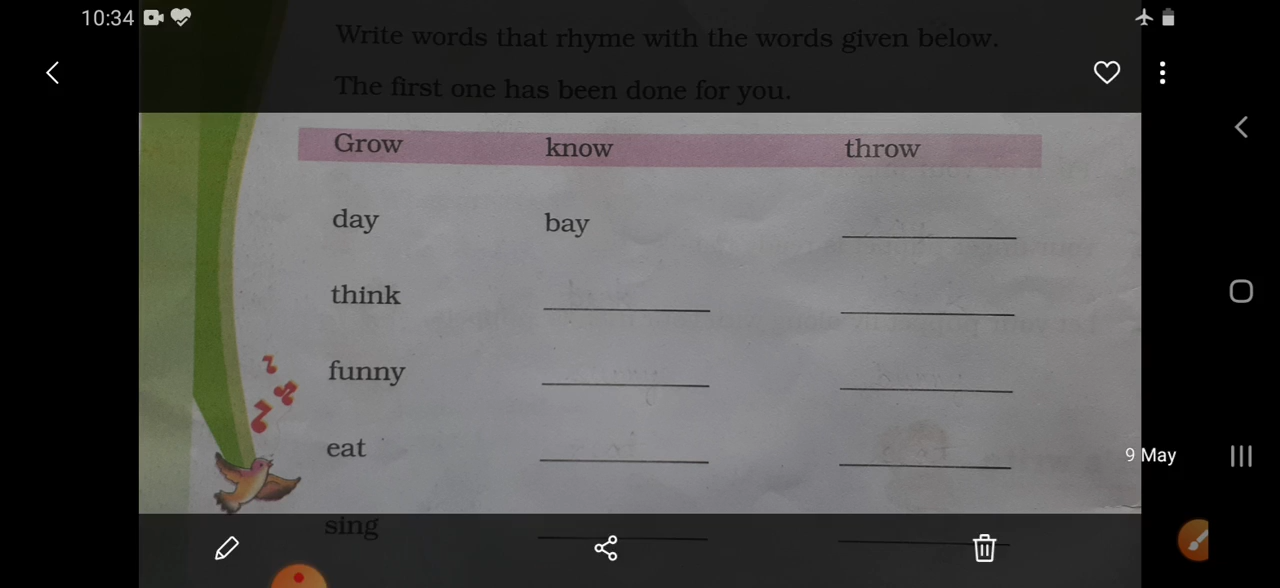 10:34
Write words that rhyme with the words given below.
The first one has been done for you.
Grow know throw
day bay
think
funny
eat
9 May
sing